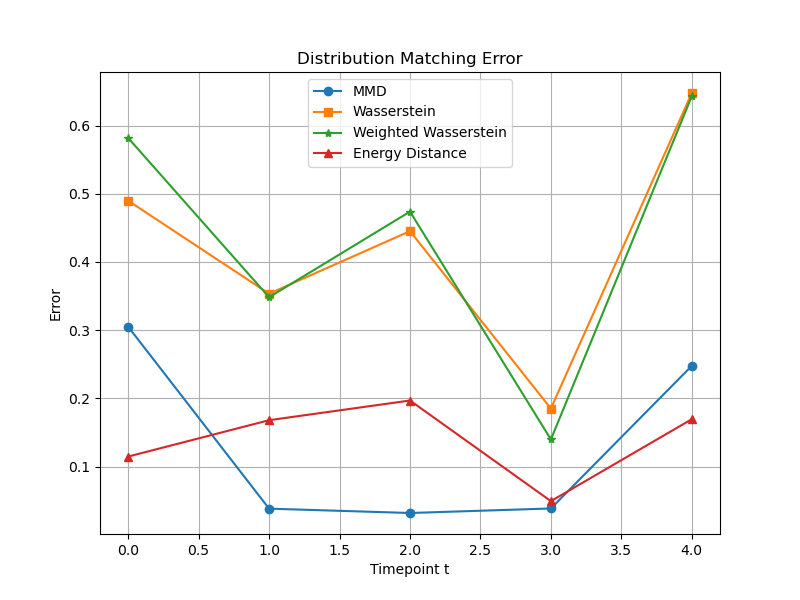 Distribution Matching Error
MMD
Wasserstein
Weighted Wasserstein
Energy Distance
Error
0.6
0.5
0.4
0.3
0.2
0.1
0.0 0.5 1.0 1.5 2.0 2.5 3.0 3.5 4.0
Timepoint t